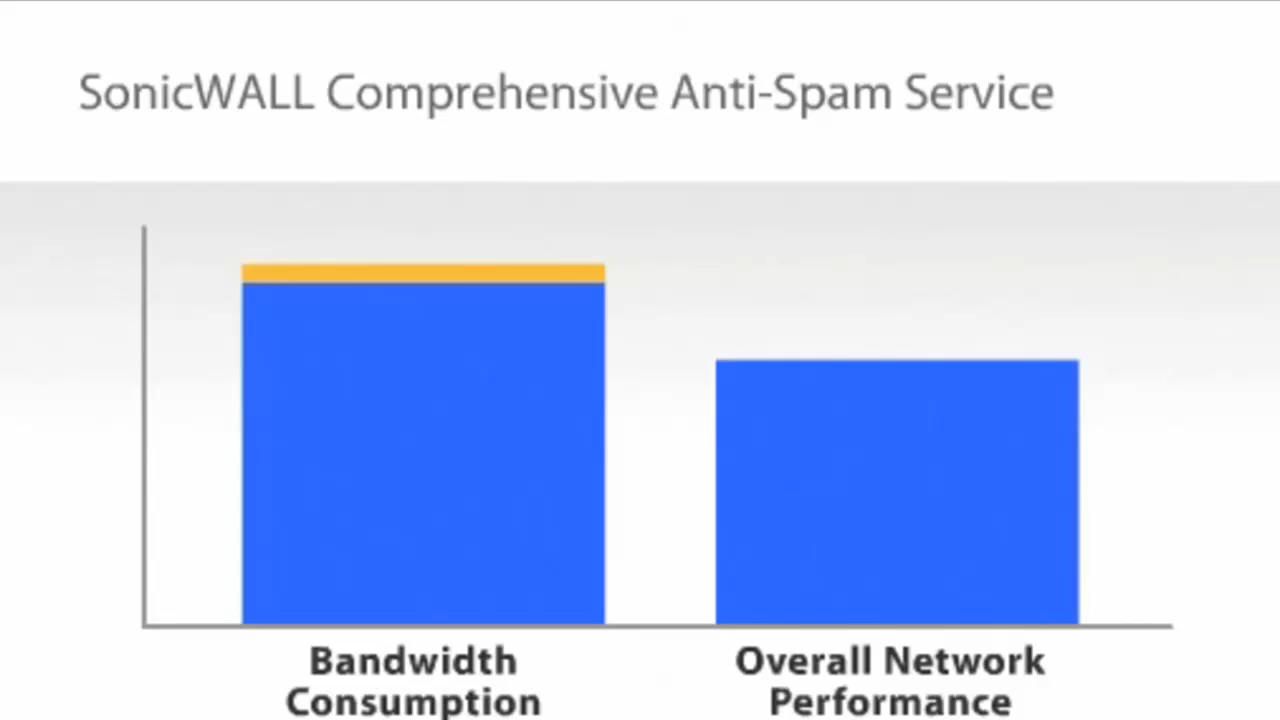 SonicWALL Comprehensive Anti-Spam Service
Bandwidth
Consumption
Overall Network
Performance